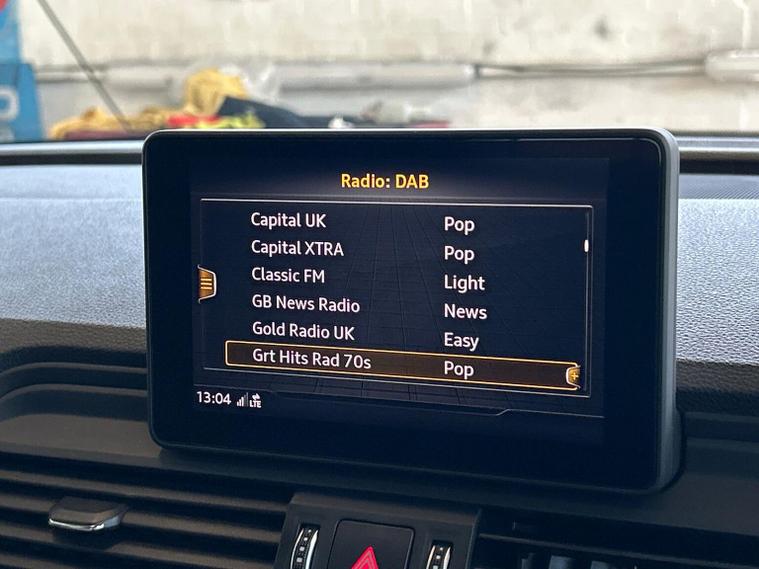 Radio: DAB
Capital UK Pop
Capital XTRA Pop
Classic FM Light
GB News Radio News
Gold Radio UK Easy
Grt Hits Rad 70s Pop
13:04 LTE